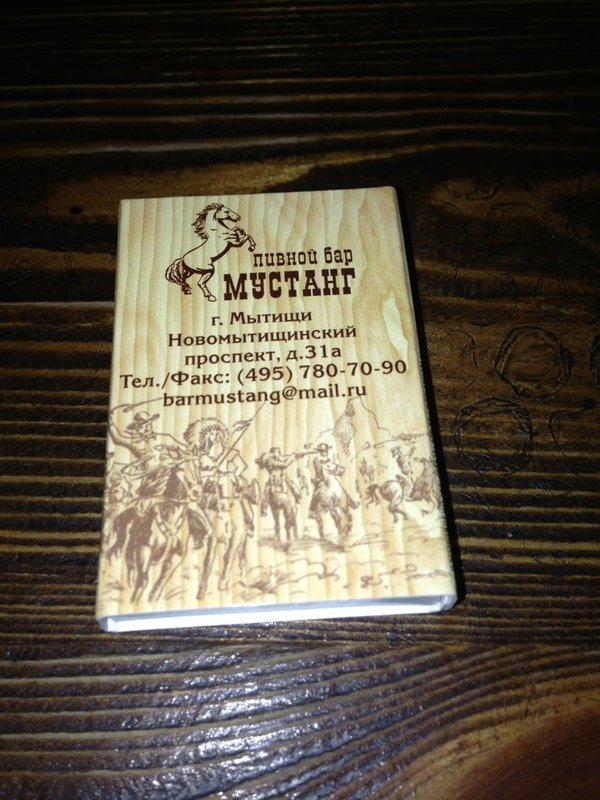 пивной бар
МУСТАНГ
г. Мытищи
Новомытищинский
проспект, д.31а
Тел./Факс: (495) 780-70-90
barmustang@mail.ru